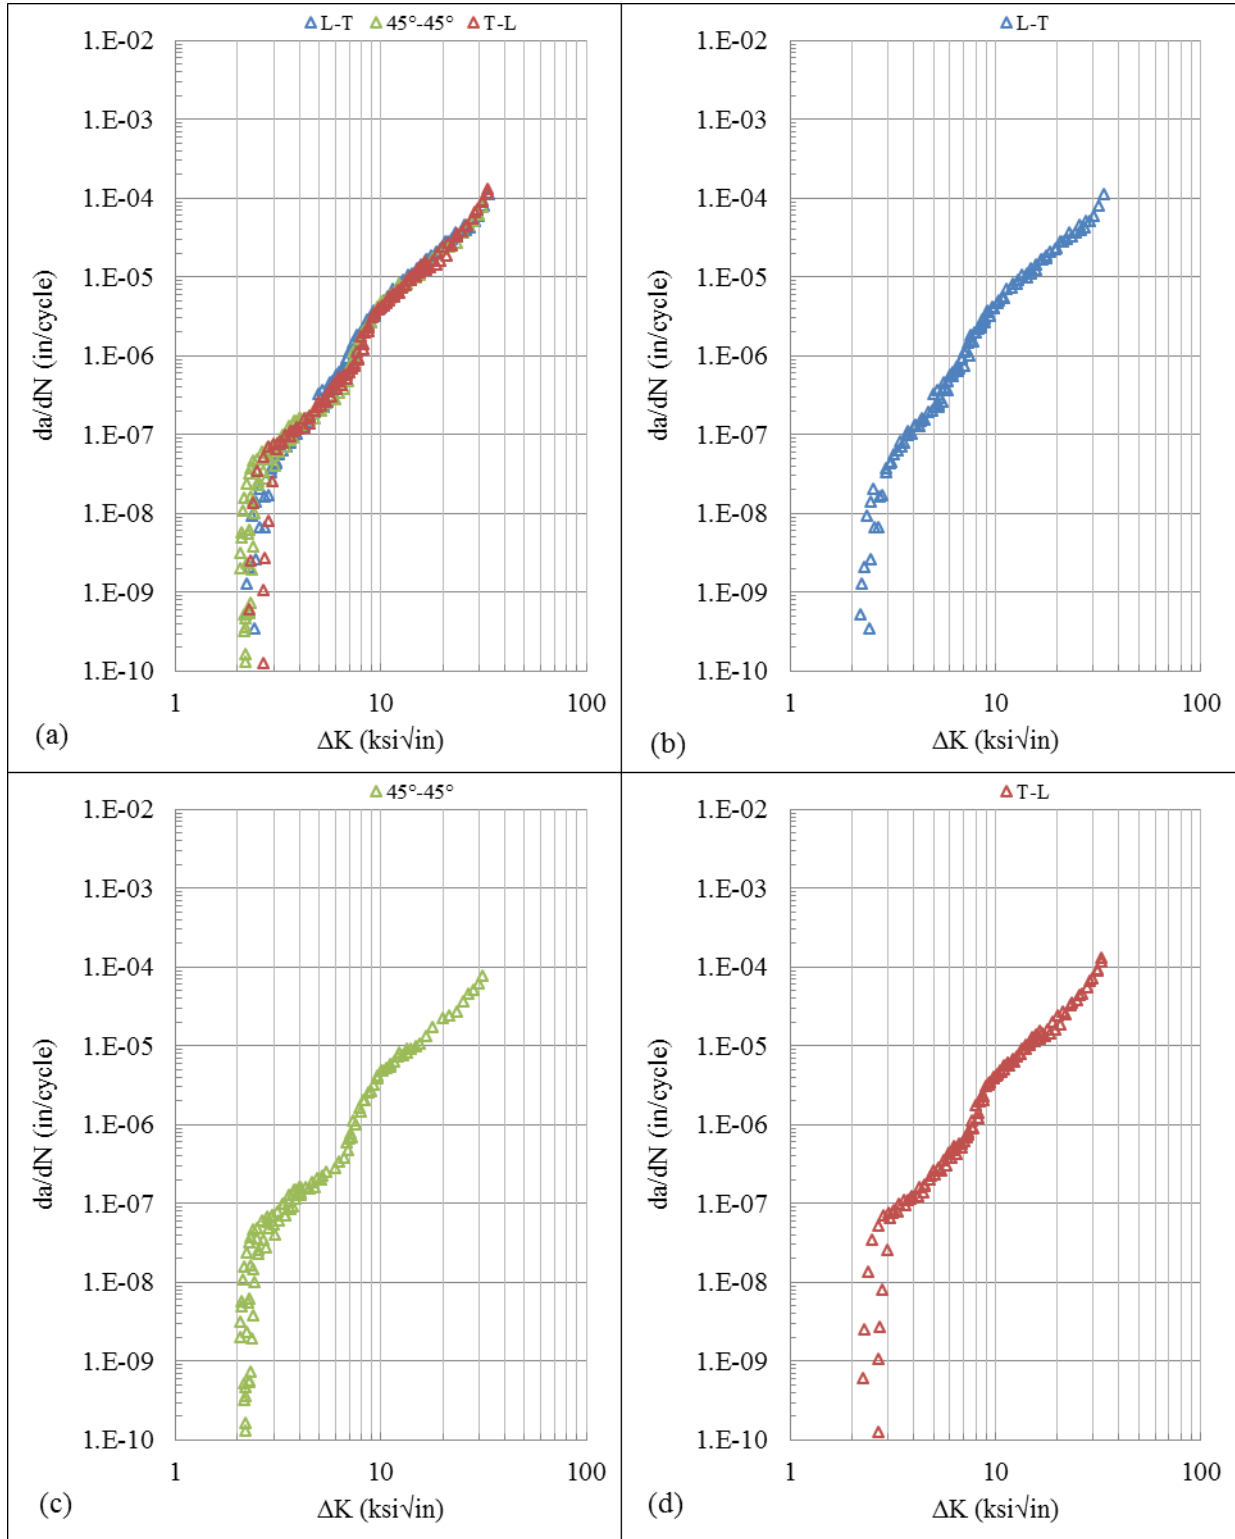 L-T 45°-45° T-L
1.E-02
1.E-03
1.E-04
1.E-05
1.E-06
1.E-07
1.E-08
1.E-09
1.E-10
da/dN (in/cycle)
1 10 100
ΔK (ksi√in)
(a)
L-T
1.E-02
1.E-03
1.E-04
1.E-05
1.E-06
1.E-07
1.E-08
1.E-09
1.E-10
da/dN (in/cycle)
1 10 100
ΔK (ksi√in)
(b)
45°-45°
1.E-02
1.E-03
1.E-04
1.E-05
1.E-06
1.E-07
1.E-08
1.E-09
1.E-10
da/dN (in/cycle)
1 10 100
ΔK (ksi√in)
(c)
T-L
1.E-02
1.E-03
1.E-04
1.E-05
1.E-06
1.E-07
1.E-08
1.E-09
1.E-10
da/dN (in/cycle)
1 10 100
ΔK (ksi√in)
(d)